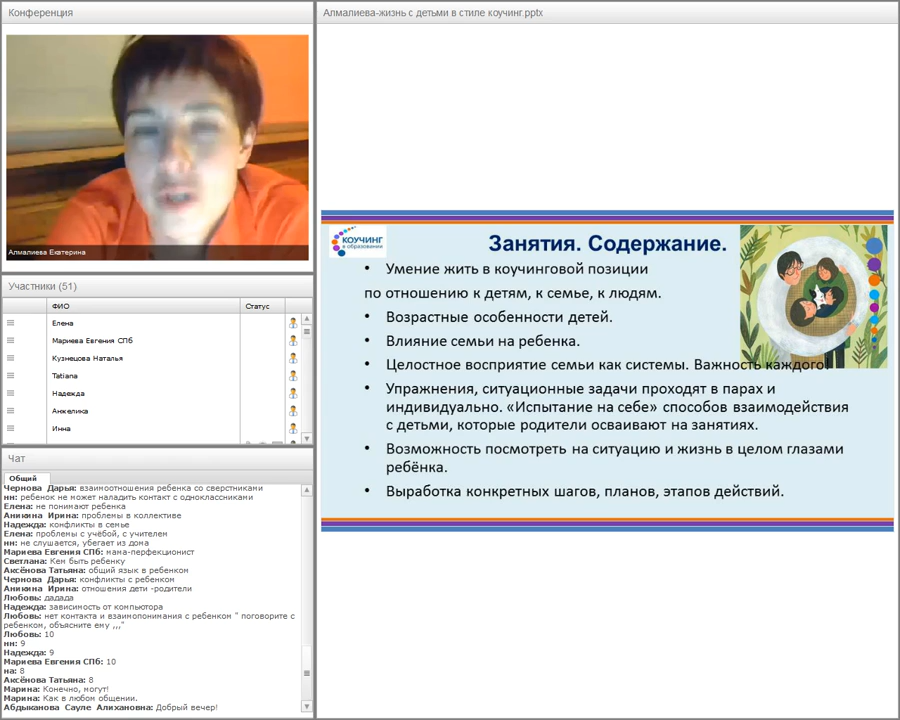 Конференция
Алмалиева Екатерина
Участники (51)
ФИО Статус
Елена
Мариева Евгения СПб
Кузнецова Наталья
Tatiana
Надежда
Анжелика
Инна
Чат
Общий
Чернова Дарья: взаимоотношения ребенка со сверстниками
нн: ребенок не может наладить контакт с одноклассниками
Елена: не понимают ребенка
Аникина Ирина: проблемы в коллективе
Надежда: конфликты в семье
Елена: проблемы с учёбой, с учителем
нн: не слушается, убегает из дома
Мариева Евгения СПб: мама-перфекционист
Светлана: Кем быть ребенку
Аксёнова Татьяна: общий язык в ребенком
Чернова Дарья: конфликты с ребенком
Аникина Ирина: отношения дети -родители
Любовь: дадада
Надежда: зависимость от компьютора
Любовь: нет контакта и взаимопонимания с ребенком " поговорите с
ребенком, объясните ему ,,,"
Любовь: 10
нн: 9
Надежда: 9
Мариева Евгения СПб: 10
на: 8
Аксёнова Татьяна: 8
Марина: Конечно, могут!
Марина: Как в любом общении.
Абдыканова Сауле Алихановна: Добрый вечер!
Алмалиева-жизнь с детьми в стиле коучинг.pptx
КОУЧИНГ
в образовании
Занятия. Содержание.
• Умение жить в коучинговой позиции
по отношению к детям, к семье, к людям.
• Возрастные особенности детей.
• Влияние семьи на ребенка.
• Целостное восприятие семьи как системы. Важность каждого!
• Упражнения, ситуационные задачи проходят в парах и
индивидуально. «Испытание на себе» способов взаимодействия
с детьми, которые родители осваивают на занятиях.
• Возможность посмотреть на ситуацию и жизнь в целом глазами
ребёнка.
• Выработка конкретных шагов, планов, этапов действий.